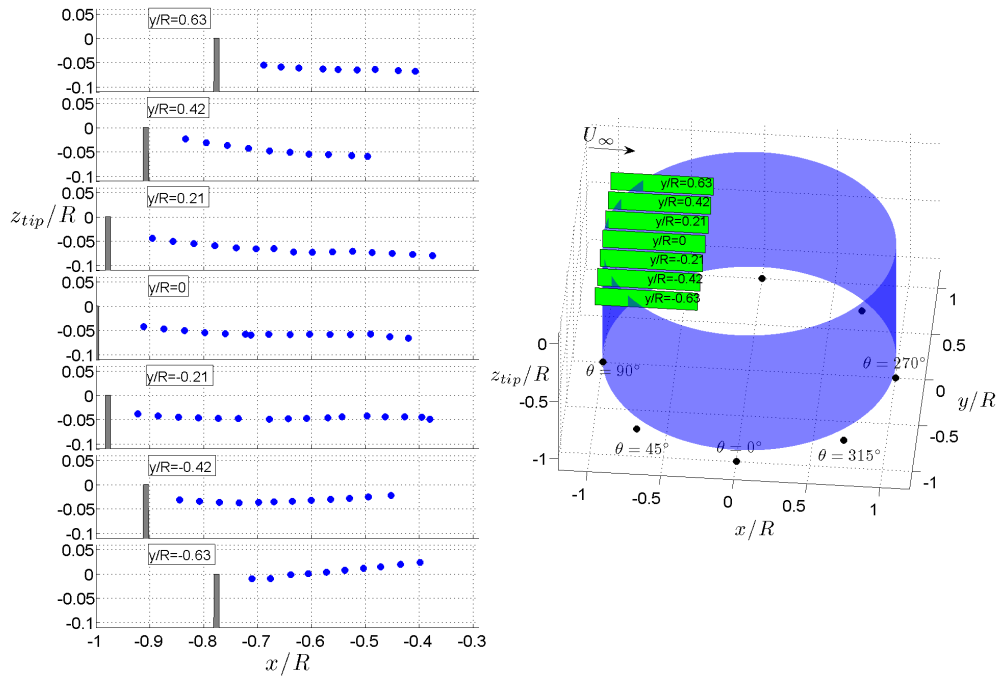 0.05
y/R=0.63
0
-0.05
-0.1
0.05
y/R=0.42
0
-0.05
-0.1
0.05
y/R=0.21
z_tip/R
0
-0.05
-0.1
0.05
y/R=0
0
-0.05
-0.1
0.05
y/R=-0.21
0
-0.05
-0.1
0.05
y/R=-0.42
0
-0.05
-0.1
0.05
y/R=-0.63
0
-0.05
-0.1
-1 -0.9 -0.8 -0.7 -0.6 -0.5 -0.4 -0.3
x/R
U∞
y/R=0.63
y/R=0.42
y/R=0.21
y/R=0
y/R=-0.21
y/R=-0.42
y/R=-0.63
θ = 90°
θ = 270°
θ = 45°
θ = 0°
θ = 315°
0
z_tip/R
-0.5
-1
1
0.5
0
y/R
-0.5
-1
-1 -0.5 0 0.5 1
x/R